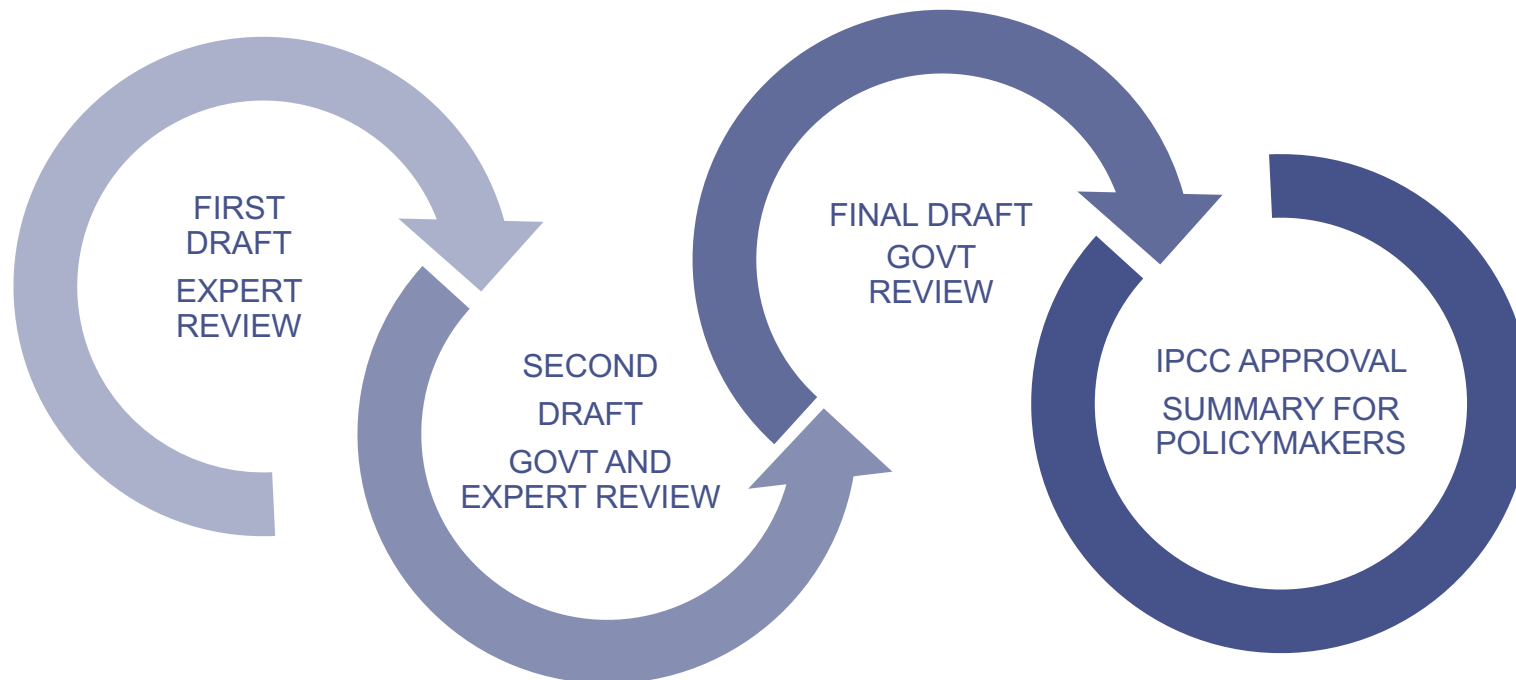 FIRST
DRAFT
EXPERT
REVIEW
SECOND
DRAFT
GOVT AND
EXPERT REVIEW
FINAL DRAFT
GOVT
REVIEW
IPCC APPROVAL
SUMMARY FOR
POLICYMAKERS